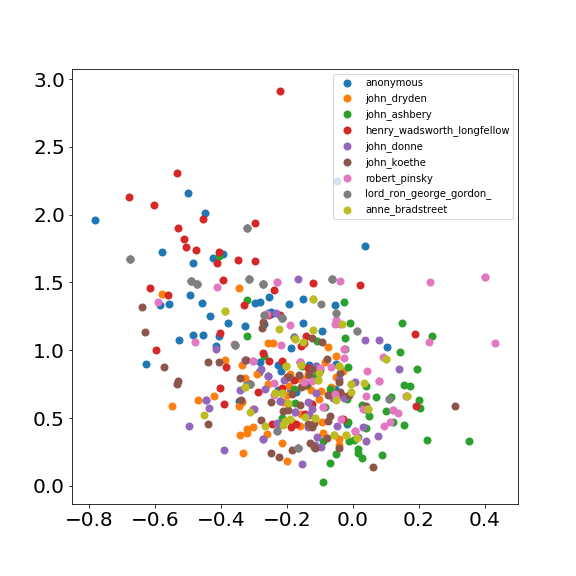 3.0
2.5
2.0
1.5
1.0
0.5
0.0
anonymous
john_dryden
john_ashbery
henry_wadsworth_longfellow
john_donne
john_koethe
robert_pinsky
lord_ron_george_gordon_
anne_bradstreet
−0.8 −0.6 −0.4 −0.2 0.0 0.2 0.4